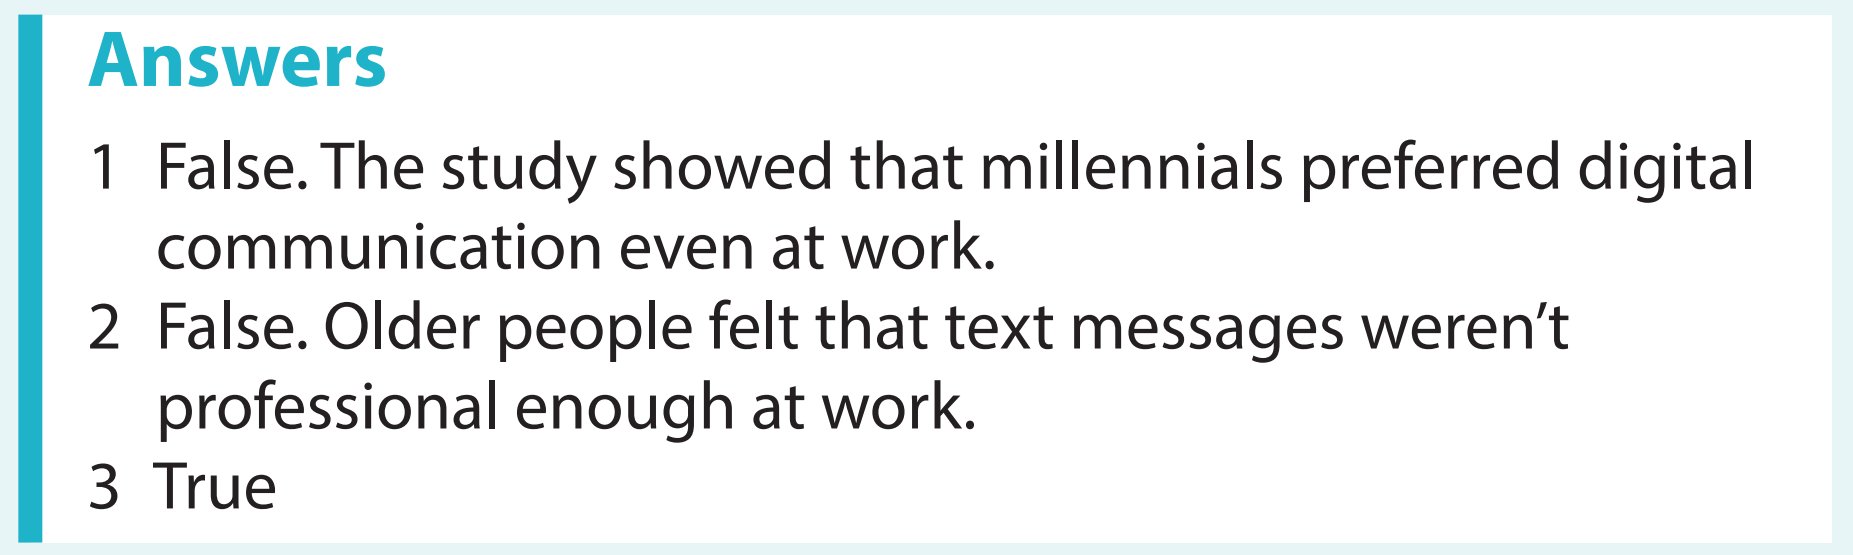 Answers
1 False. The study showed that millennials preferred digital
communication even at work.
2 False. Older people felt that text messages weren’t
professional enough at work.
3 True